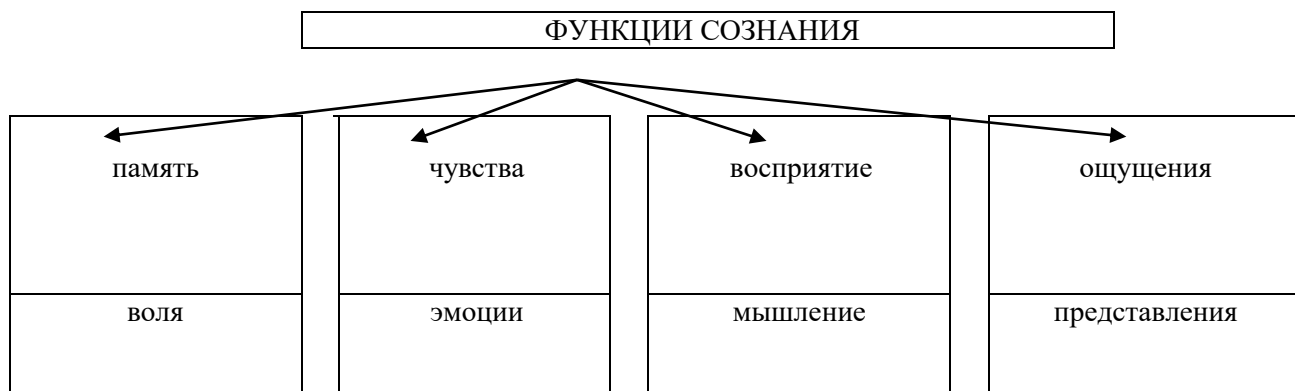 ФУНКЦИИ СОЗНАНИЯ
память чувства восприятие ощущения
воля эмоции мышление представления